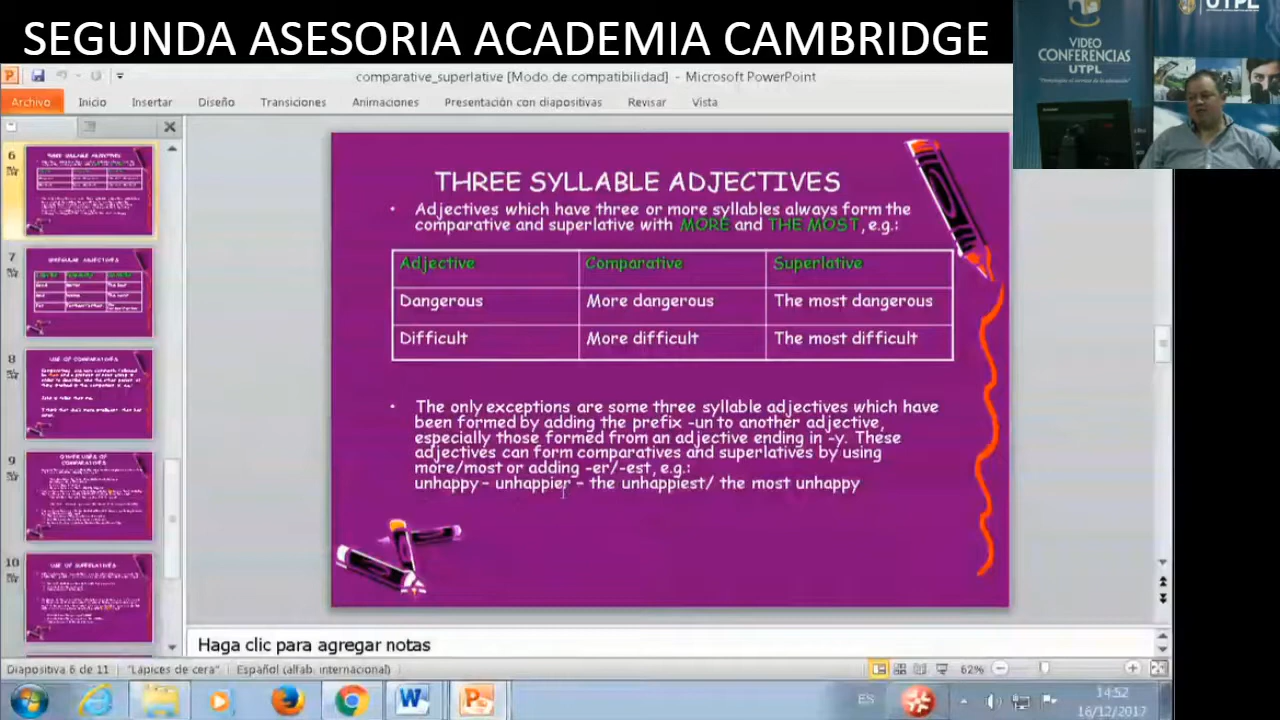 SEGUNDA ASESORIA ACADEMIA CAMBRIDGE
UTPL
VIDEO
CONFERENCIAS
UTPL
comparative_superlative [Modo de compatibilidad] - Microsoft PowerPoint
Archivo Inicio Insertar Diseño Transiciones Animaciones Presentación con diapositivas Revisar Vista
6
7
8
9
10
THREE SYLLABLE ADJECTIVES
• Adjectives which have three or more syllables always form the
comparative and superlative with MORE and THE MOST, e.g.:
Adjective Comparative Superlative
Dangerous More dangerous The most dangerous
Difficult More difficult The most difficult
• The only exceptions are some three syllable adjectives which have
been formed by adding the prefix -un to another adjective,
especially those formed from an adjective ending in -y. These
adjectives can form comparatives and superlatives by using
more/most or adding -er/-est, e.g.:
unhappy - unhappier - the unhappiest/ the most unhappy
Haga clic para agregar notas
Diapositiva 6 de 11 "Lápices de cera" Español (alfab. internacional) 62%
ES 14:52
16/12/2017